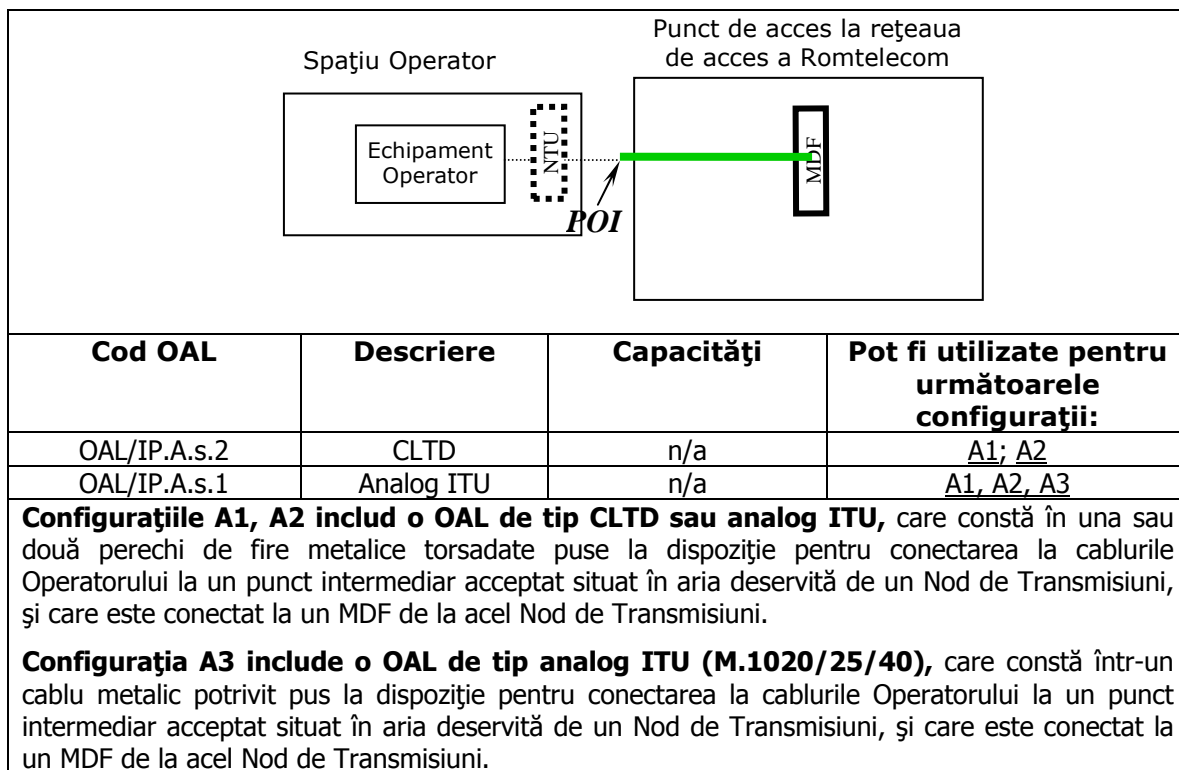 Punct de acces la reţeaua
de acces a Romtelecom
Spaţiu Operator
Echipament
Operator
NTU
POI
MDF
Cod OAL
Descriere
Capacităţi
Pot fi utilizate pentru
următoarele
configuraţii:
OAL/IP.A.s.2
CLTD
n/a
A1; A2
OAL/IP.A.s.1
Analog ITU
n/a
A1, A2, A3
Configuraţiile A1, A2 includ o OAL de tip CLTD sau analog ITU, care constă în una sau
două perechi de fire metalice torsadate puse la dispoziţie pentru conectarea la cablurile
Operatorului la un punct intermediar acceptat situat în aria deservită de un Nod de Transmisiuni,
şi care este conectat la un MDF de la acel Nod de Transmisiuni.
Configuraţia A3 include o OAL de tip analog ITU (M.1020/25/40), care constă într-un
cablu metalic potrivit pus la dispoziţie pentru conectarea la cablurile Operatorului la un punct
intermediar acceptat situat în aria deservită de un Nod de Transmisiuni, şi care este conectat la
un MDF de la acel Nod de Transmisiuni.